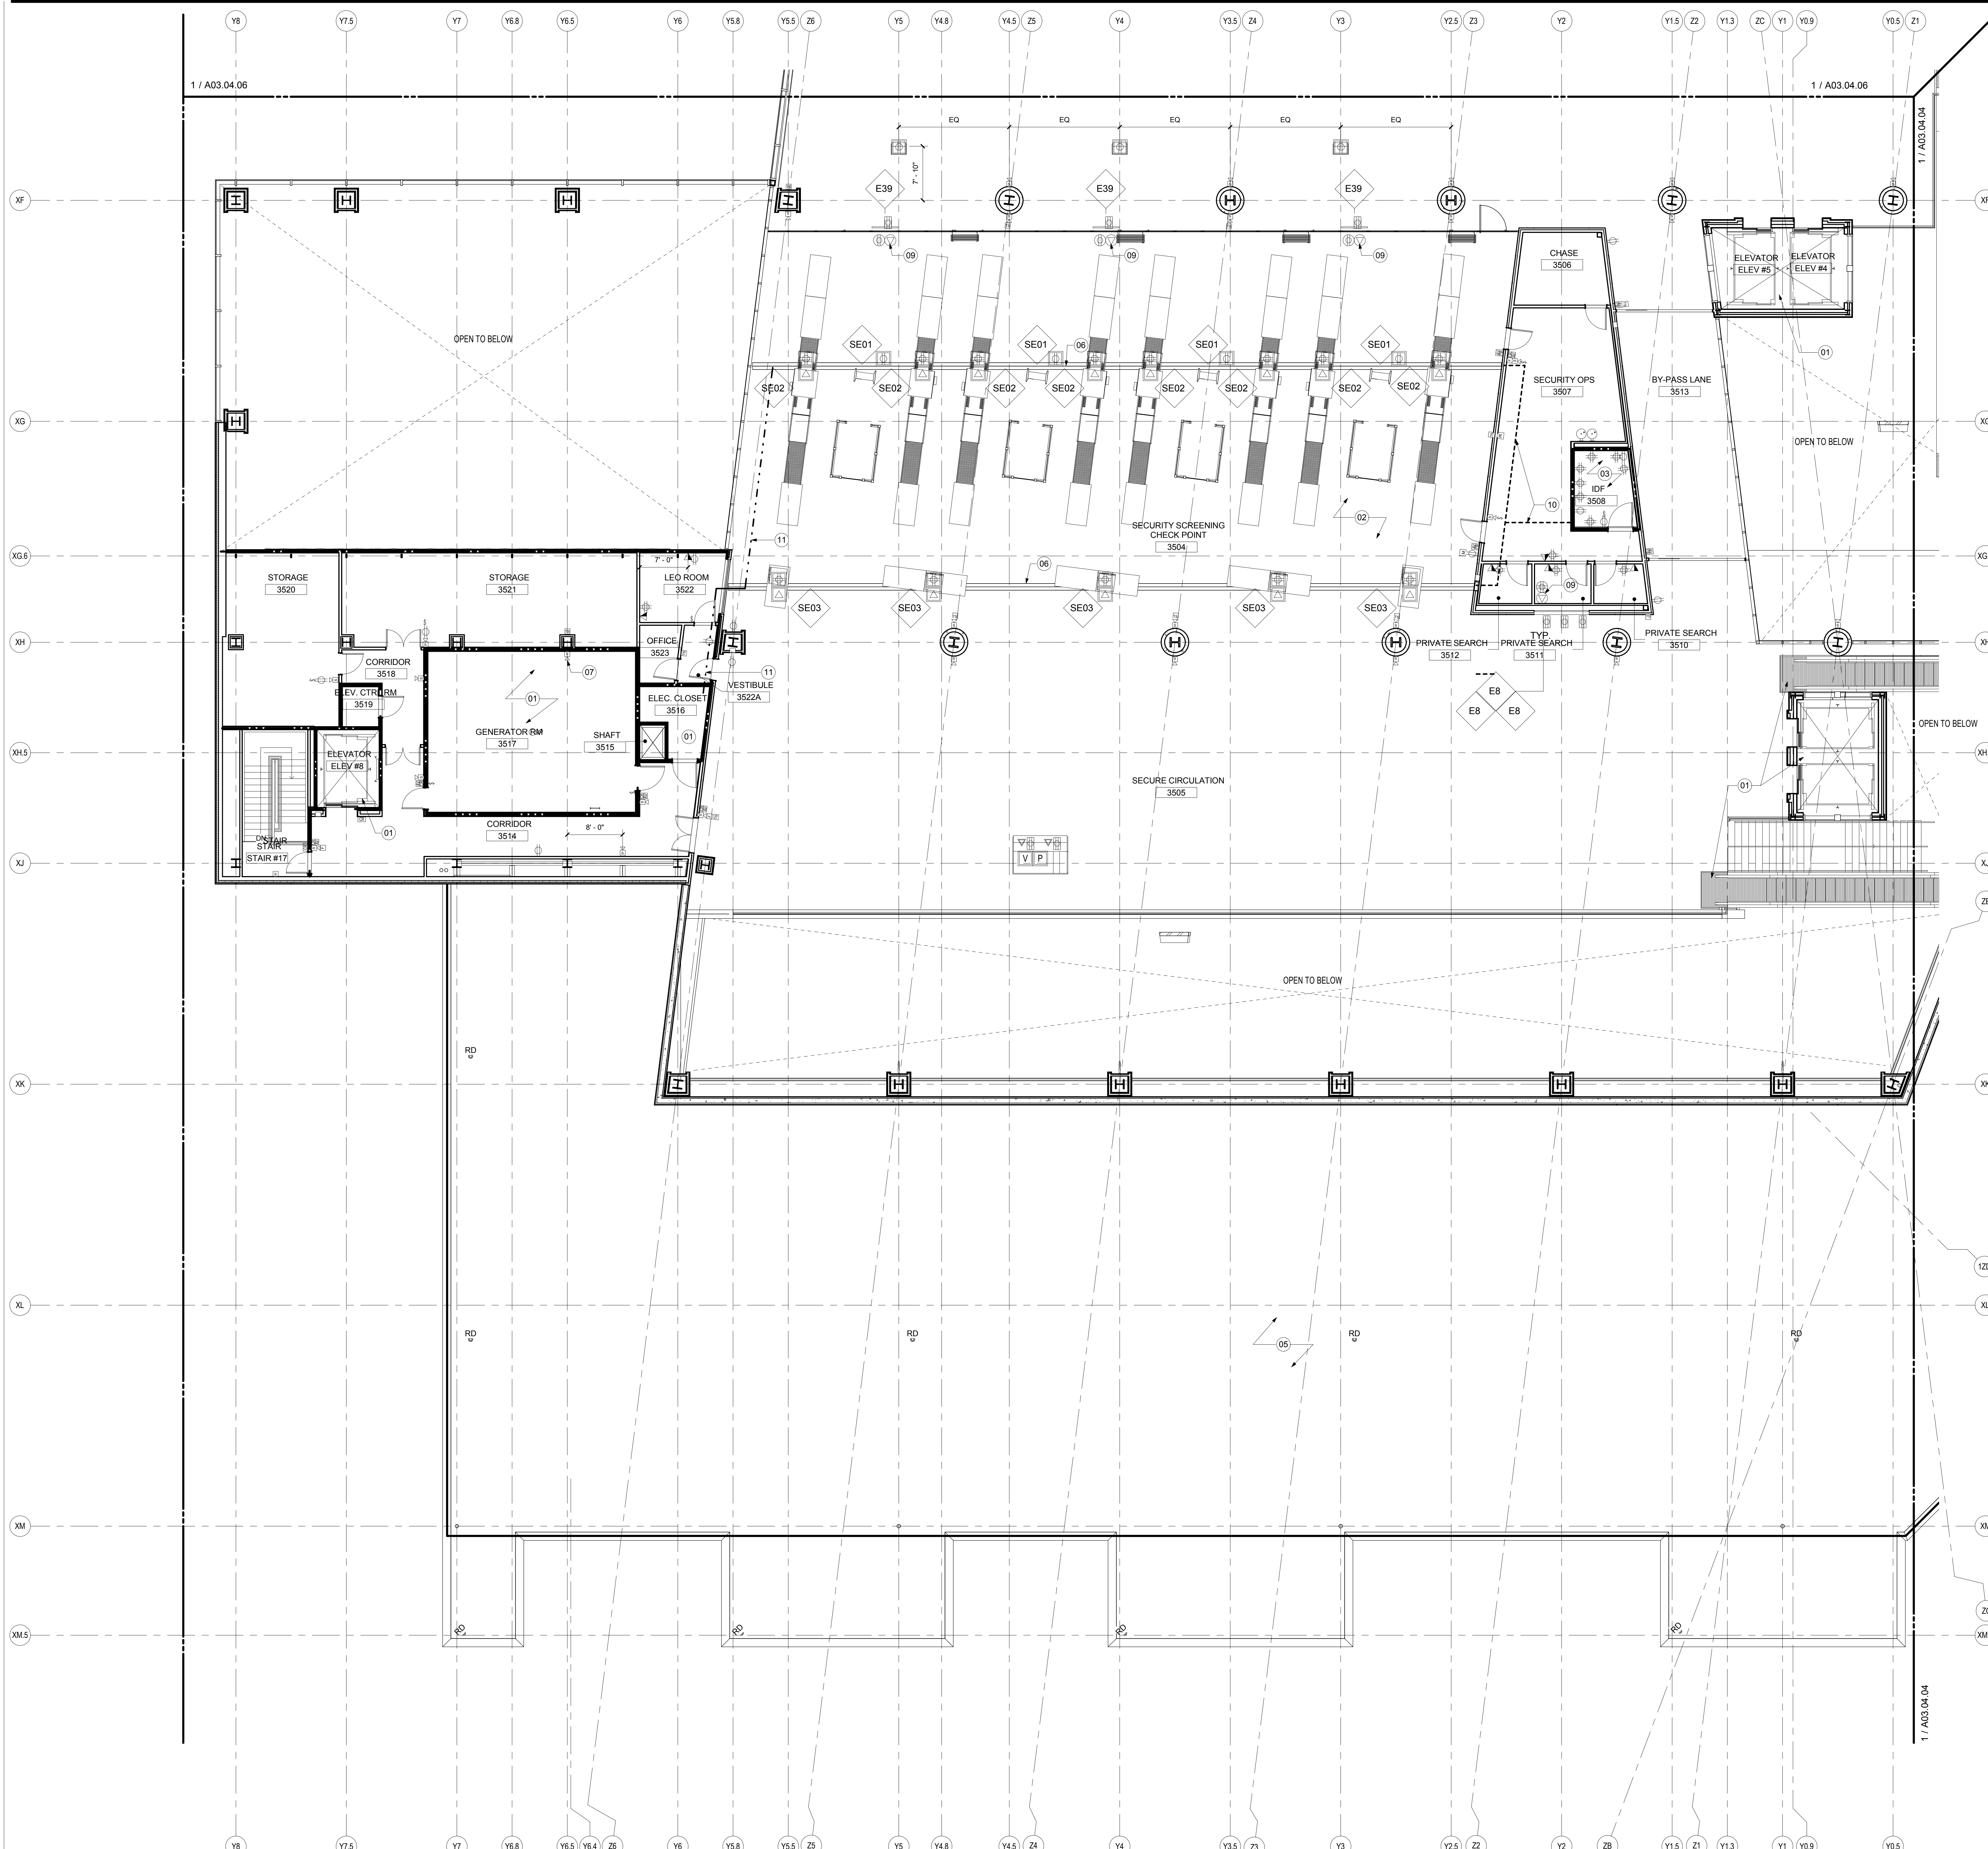 Y8
Y7.5
Y7
Y6.8
Y6.5
Y6
Y5.8
Y5.5
Z6
Y5
Y4.8
Y4.5
Z5
Y4
Y3.5
Z4
Y3
Y2.5
Z3
Y2
Y1.5
Z2
Y1.3
ZC
Y1
Y0.9
Y0.5
Z1
1 / A03.04.06
1 / A03.04.06
1 / A03.04.04
EQ
EQ
EQ
EQ
EQ
7' - 10"
XF
E39
E39
E39
XF
09
09
09
CHASE
3506
ELEVATOR
ELEV #5
ELEVATOR
ELEV #4
OPEN TO BELOW
SE01
SE01
06
SE01
SE01
01
SE02
SE02
SE02
SE02
SE02
SE02
SE02
SE02
SECURITY OPS
3507
BY-PASS LANE
3513
XG
OPEN TO BELOW
03
IDF
3508
10
02
SECURITY SCREENING
CHECK POINT
3504
11
XG.6
7' - 0"
06
STORAGE
3520
STORAGE
3521
LEO ROOM
3522
09
SE03
SE03
SE03
SE03
SE03
XH
OFFICE
3523
TYP.
PRIVATE SEARCH
3512
PRIVATE SEARCH
3511
PRIVATE SEARCH
3510
CORRIDOR
3518
07
11
VESTIBULE
3522A
ELEV. CTRL RM
3519
01
ELEC. CLOSET
3516
E8
E8
E8
OPEN TO BELOW
GENERATOR RM
3517
SHAFT
3515
01
XH.5
ELEVATOR
ELEV #8
SECURE CIRCULATION
3505
01
CORRIDOR
3514
8' - 0"
01
DN
STAIR
STAIR
STAIR #17
V
P
XJ
OPEN TO BELOW
RD
XK
XL
RD
RD
05
RD
RD
XM
XM.5
RD
RD
RD
RD
1 / A03.04.04
Y8
Y7.5
Y7
Y6.8
Y6.5
Y6.4
Z6
Y6
Y5.8
Y5.5
Z5
Y5
Y4.8
Y4.5
Z4
Y4
Y3.5
Z3
Y3
Y2.5
Z2
Y2
ZB
Y1.5
Z1
Y1.3
Y1
Y0.9
Y0.5